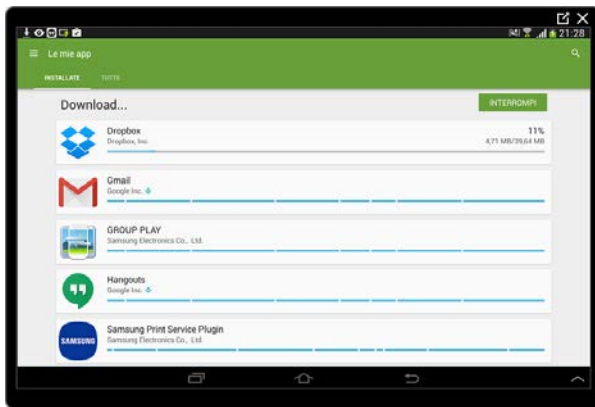 21:28
Le mie app
INSTALLATE TUTTE
Download...
INTERROMPI
Dropbox
11%
Dropbox, Inc.
4,71 MB/39,64 MB
Gmail
Google Inc.
GROUP PLAY
Samsung Electronics Co., Ltd.
Hangouts
Google Inc.
SAMSUNG
Samsung Print Service Plugin
Samsung Electronics Co., Ltd.